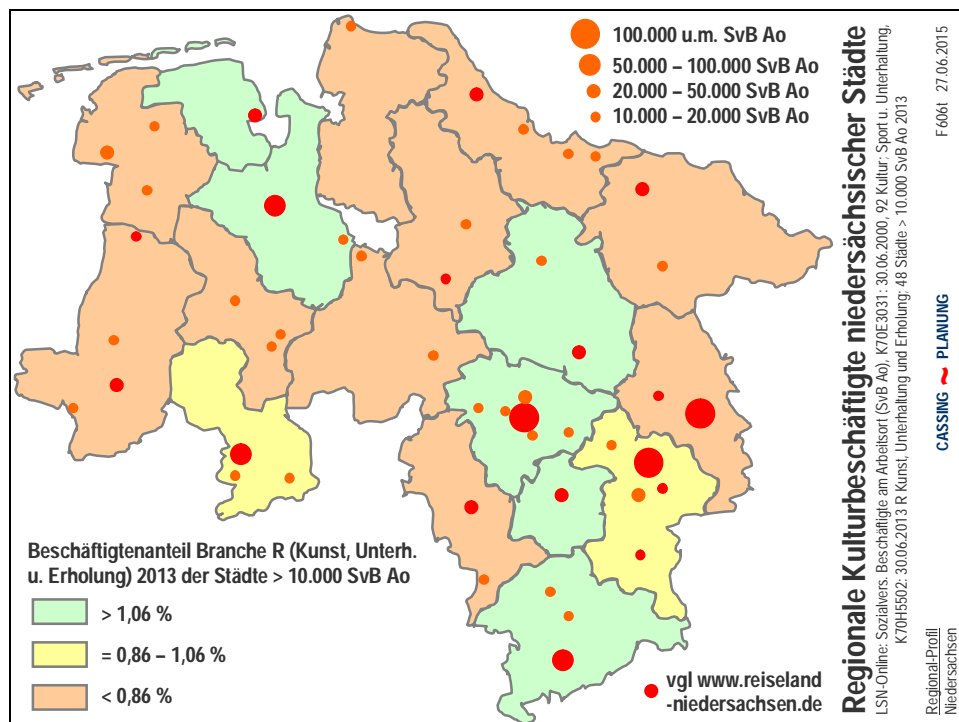 100.000 u.m. SvB Ao
50.000 – 100.000 SvB Ao
20.000 – 50.000 SvB Ao
10.000 – 20.000 SvB Ao
Beschäftigtenanteil Branche R (Kunst, Unterh.
u. Erholung) 2013 der Städte > 10.000 SvB Ao
> 1,06 %
= 0,86 – 1,06 %
< 0,86 %
vgl www.reiseland
-niedersachsen.de
Regionale Kulturbeschäftigte niedersächsischer Städte
LSN-Online: Sozialvers. Beschäftigte am Arbeitsort (SvB Ao), K70E3031: 30.06.2000, 92 Kultur; Sport u. Unterhaltung,
K70H5502: 30.06.2013 R Kunst, Unterhaltung und Erholung; 48 Städte > 10.000 SvB Ao 2013
Regional-Profil
Niedersachsen
CASSING ~ PLANUNG
F606t 27.06.2015